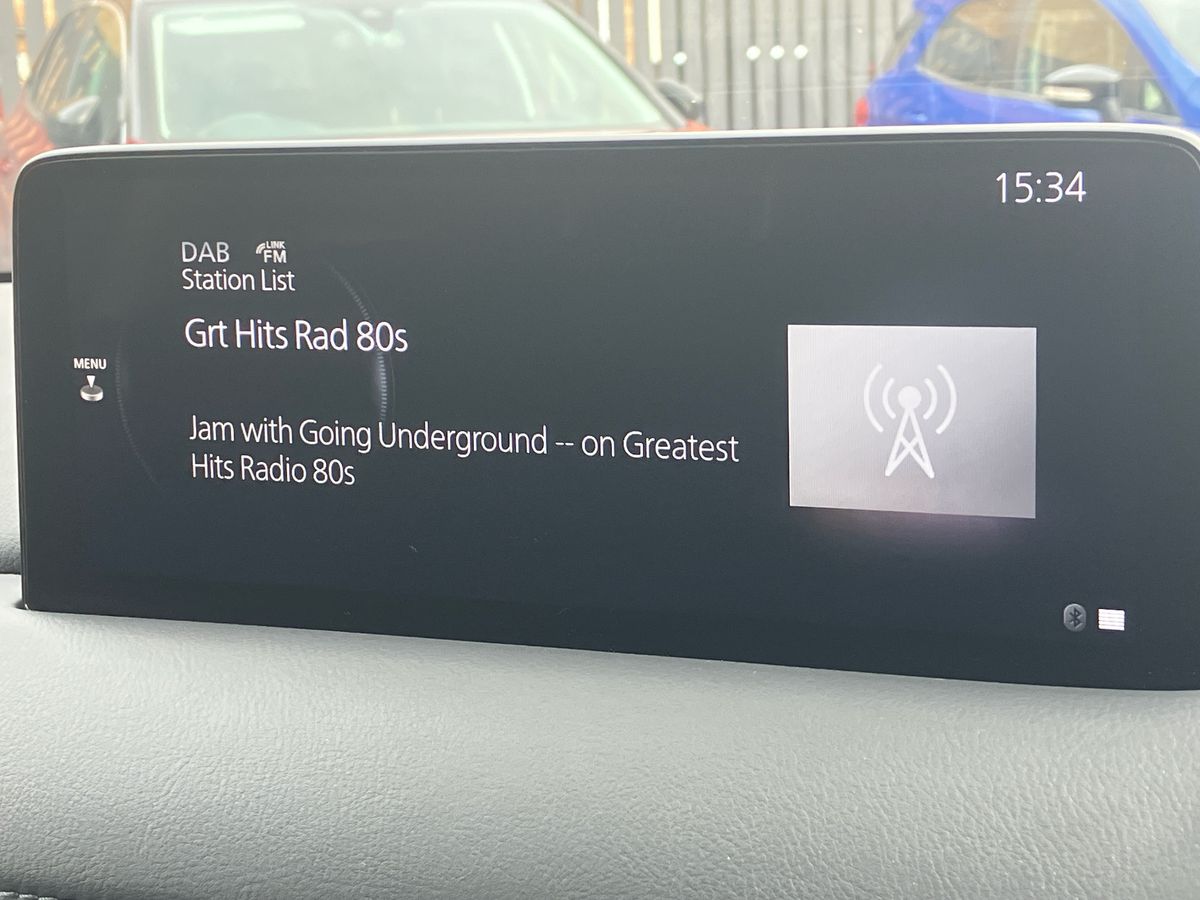 15:34
DAB LINK FM
Station List
Grt Hits Rad 80s
MENU
Jam with Going Underground -- on Greatest
Hits Radio 80s